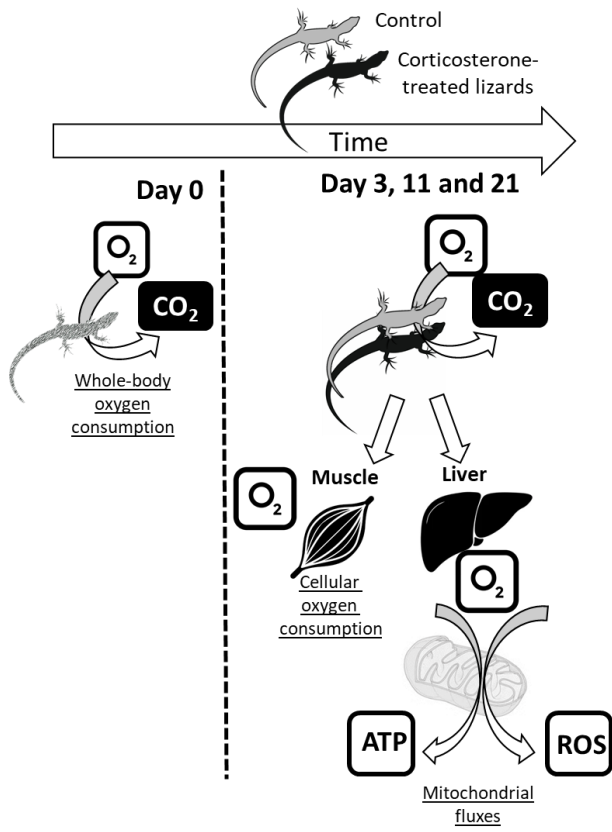 Control
Corticosterone-
treated lizards
Time
Day 0
Day 3, 11 and 21
O2
CO2
Whole-body
oxygen
consumption
O2
CO2
Muscle
Liver
O2
Cellular
oxygen
consumption
O2
ATP
ROS
Mitochondrial
fluxes